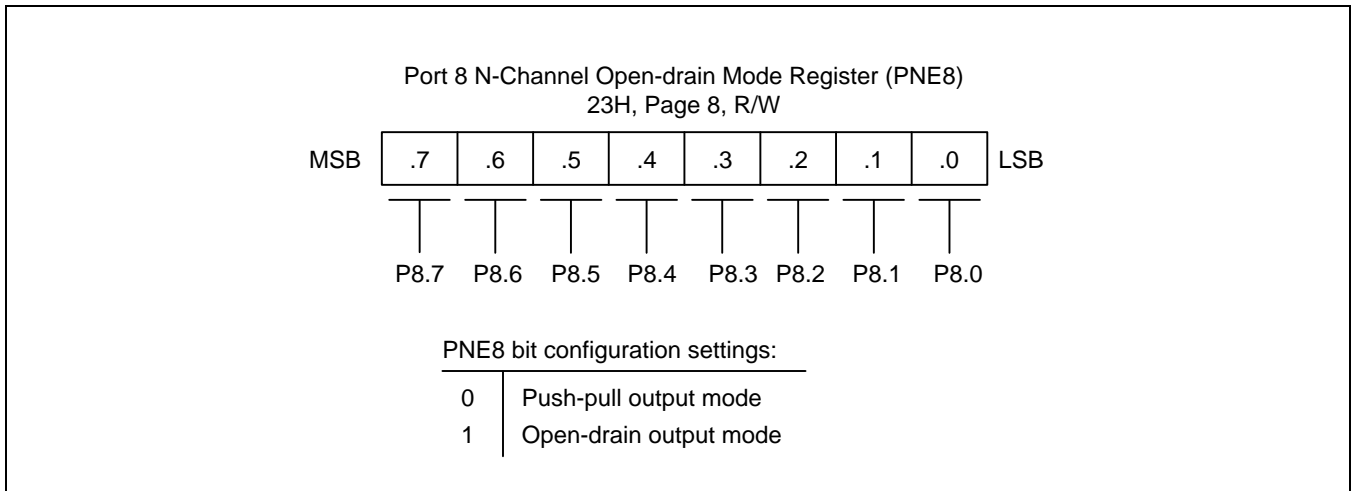 Port 8 N-Channel Open-drain Mode Register (PNE8)
23H, Page 8, R/W
MSB .7 .6 .5 .4 .3 .2 .1 .0 LSB
P8.7 P8.6 P8.5 P8.4 P8.3 P8.2 P8.1 P8.0
PNE8 bit configuration settings:
0 Push-pull output mode
1 Open-drain output mode